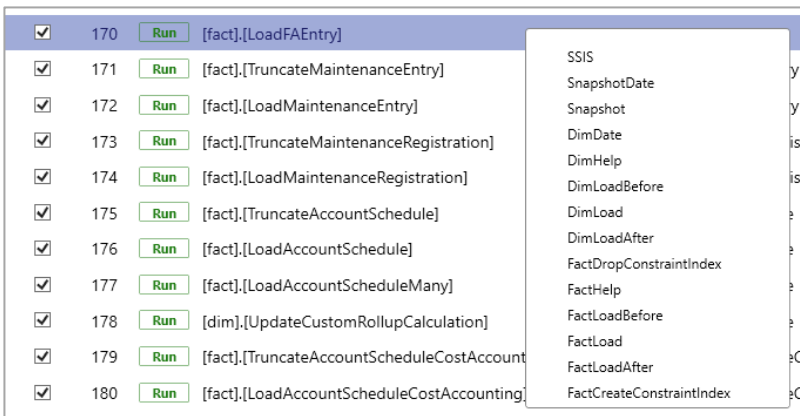 170 Run [fact].[LoadFAEntry]
171 Run [fact].[TruncateMaintenanceEntry]
172 Run [fact].[LoadMaintenanceEntry]
173 Run [fact].[TruncateMaintenanceRegistration]
174 Run [fact].[LoadMaintenanceRegistration]
175 Run [fact].[TruncateAccountSchedule]
176 Run [fact].[LoadAccountSchedule]
177 Run [fact].[LoadAccountScheduleMany]
178 Run [dim].[UpdateCustomRollupCalculation]
179 Run [fact].[TruncateAccountScheduleCostAccount
180 Run [fact].[LoadAccountScheduleCostAccounting]
SSIS
SnapshotDate
Snapshot
DimDate
DimHelp
DimLoadBefore
DimLoad
DimLoadAfter
FactDropConstraintIndex
FactHelp
FactLoadBefore
FactLoad
FactLoadAfter
FactCreateConstraintIndex